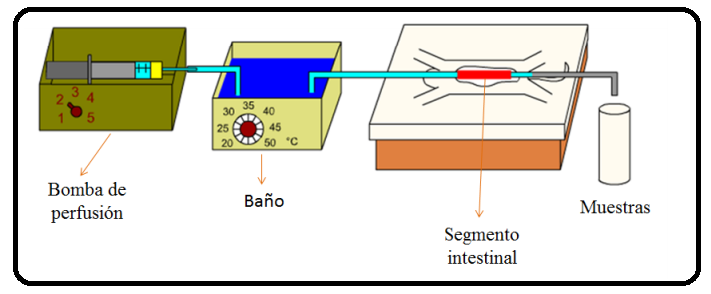 1 2 3 4 5
20 25 30 35 40 45 50 °C
Bomba de
perfusión
Baño
Segmento
intestinal
Muestras